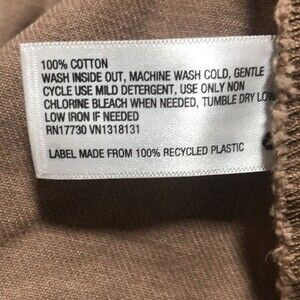 100% COTTON
WASH INSIDE OUT, MACHINE WASH COLD, GENTLE
CYCLE USE MILD DETERGENT, USE ONLY NON
CHLORINE BLEACH WHEN NEEDED, TUMBLE DRY LOW
LOW IRON IF NEEDED
RN17730 VN1318131
LABEL MADE FROM 100% RECYCLED PLASTIC